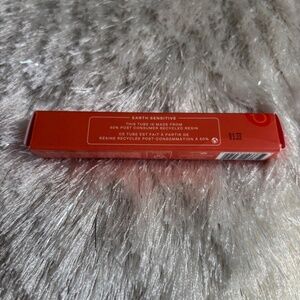 EARTH SENSITIVE
THIS TUBE IS MADE FROM
50% POST CONSUMER RECYCLED RESIN
CE TUBE EST FAIT À PARTIR DE
RÉSINE RECYCLÉE POST-CONSOMMATION À 50%